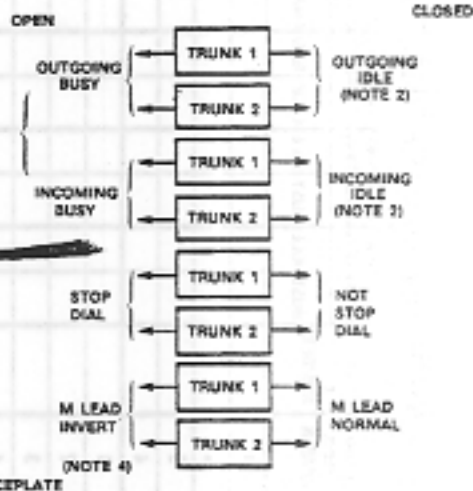 OPEN
CLOSED
OUTGOING
BUSY
TRUNK 1
TRUNK 2
OUTGOING
IDLE
(NOTE 2)
INCOMING
BUSY
TRUNK 1
TRUNK 2
INCOMING
IDLE
(NOTE 2)
STOP
DIAL
TRUNK 1
TRUNK 2
NOT
STOP
DIAL
M LEAD
INVERT
(NOTE 4)
TRUNK 1
TRUNK 2
M LEAD
NORMAL
CEPLATE